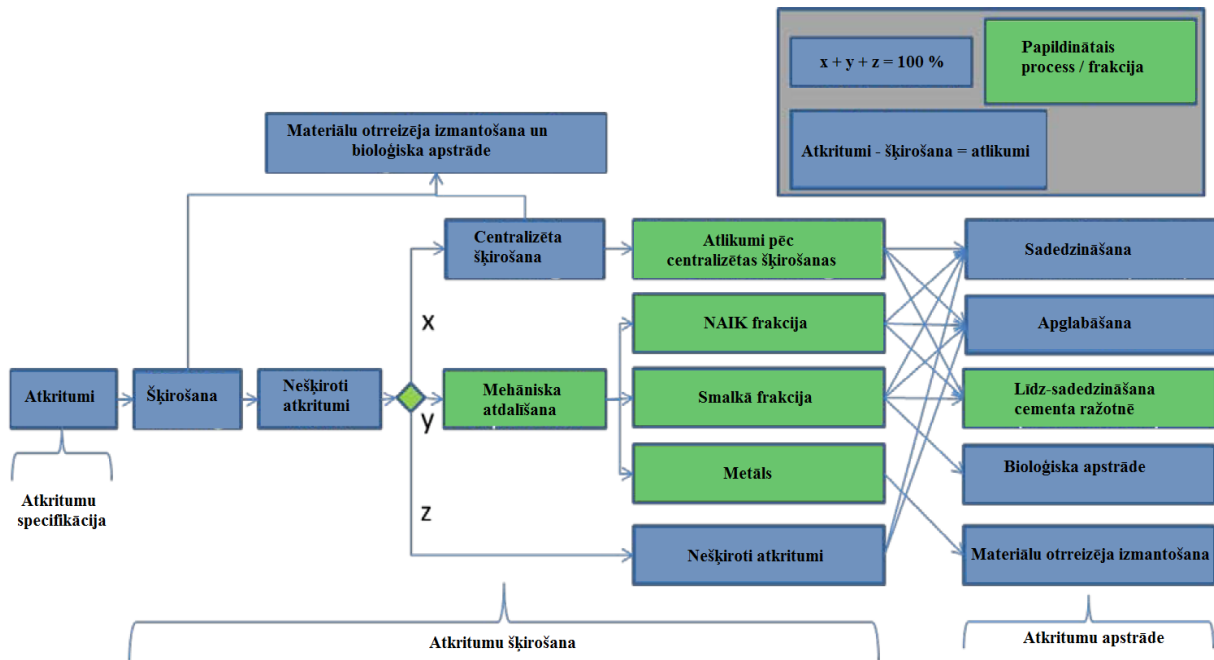 Papildinātais
process / frakcija
x + y + z = 100 %
Atkritumi - šķirošana = atlikumi
Materiālu otrreizēja izmantošana un
bioloģiska apstrāde
Centralizēta
šķirošana
Atlikumi pēc
centralizētas šķirošanas
Sadedzināšana
x
NAIK frakcija
Apglabāšana
Atkritumi
Šķirošana
Nešķiroti
atkritumi
Mehāniska
atdalīšana
y
Smalkā frakcija
Līdz-sadedzināšana
cementa ražotnē
Metāls
Bioloģiska apstrāde
Atkritumu
specifikācija
z
Nešķiroti atkritumi
Materiālu otrreizēja izmantošana
Atkritumu šķirošana
Atkritumu apstrāde